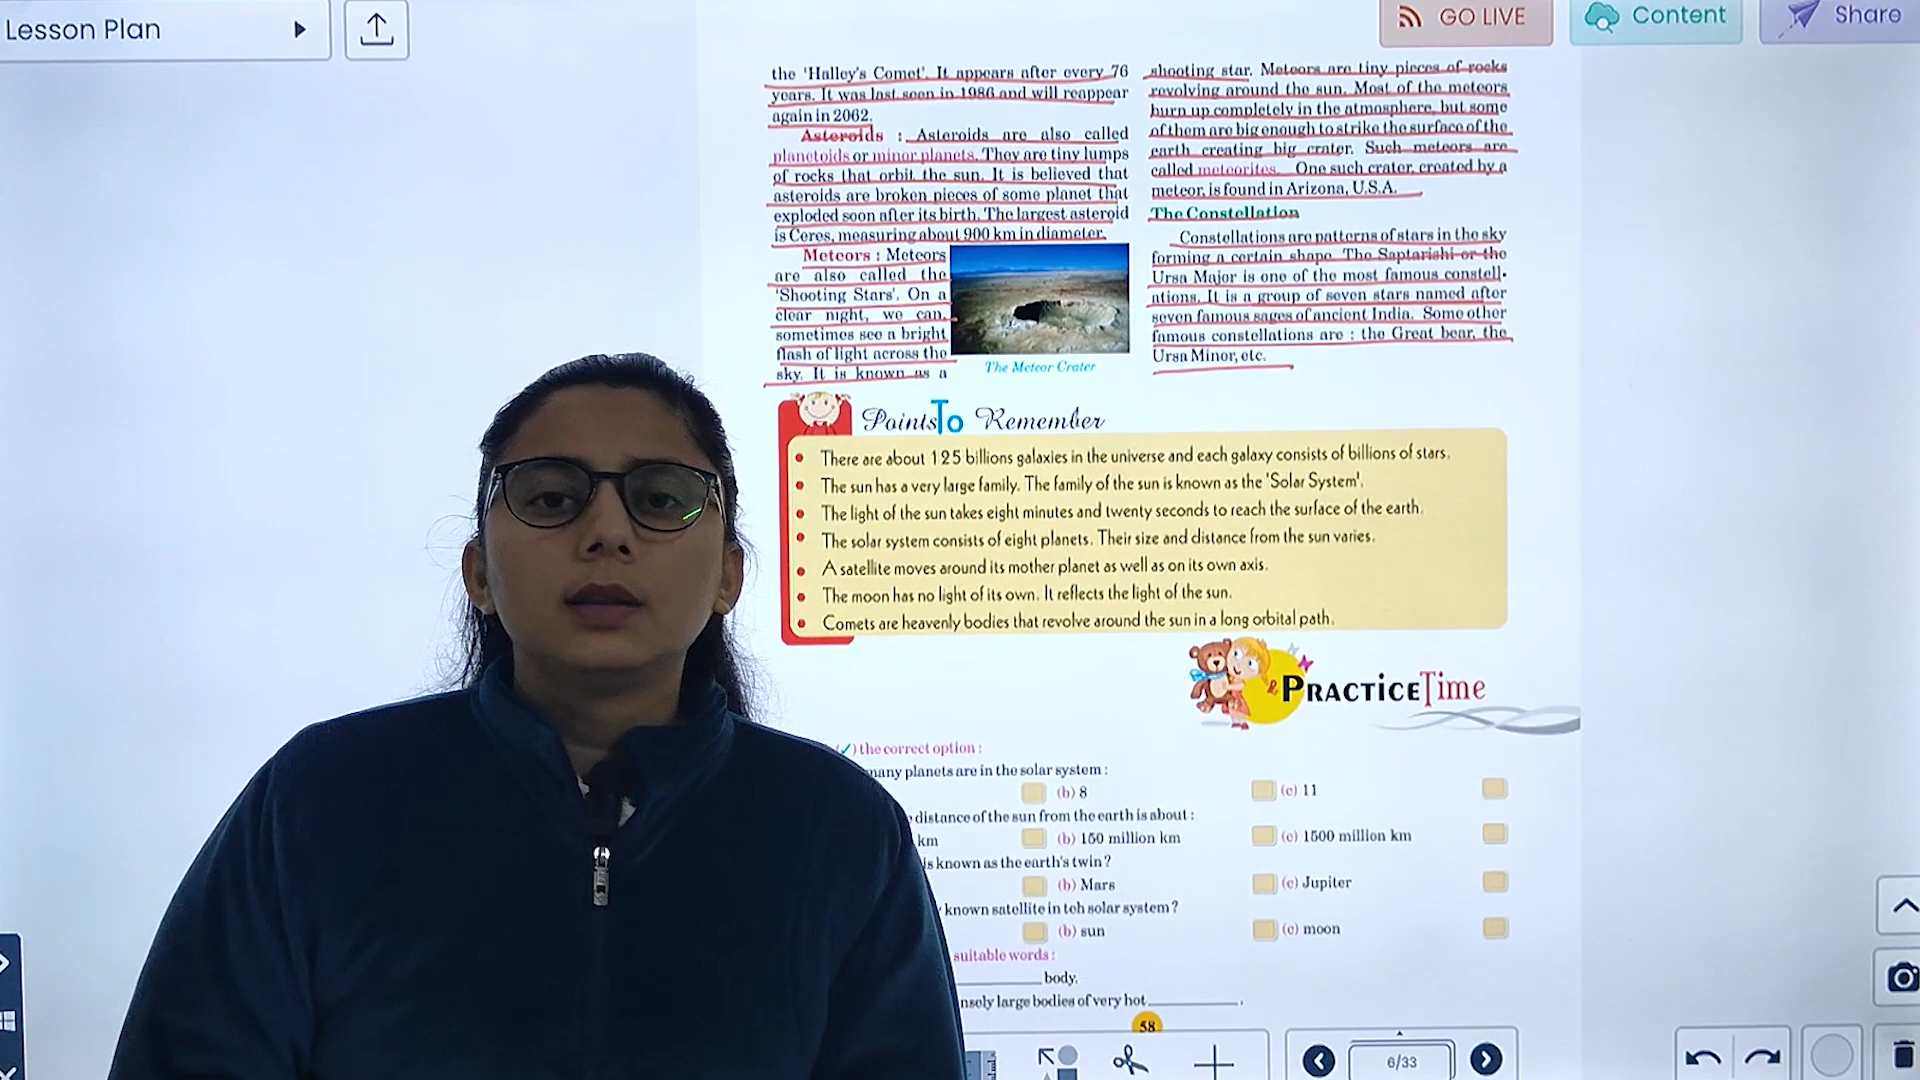 Lesson Plan
GO LIVE
Content
Share
the 'Halley's Comet'. It appears after every 76
years. It was last seen in 1986 and will reappear
again in 2062.
Asteroids : Asteroids are also called
planetoids or minor planets. They are tiny lumps
of rocks that orbit the sun. It is believed that
asteroids are broken pieces of some planet that
exploded soon after its birth. The largest asteroid
is Ceres, measuring about 900 km in diameter.
Meteors : Meteors
are also called the
'Shooting Stars'. On a
clear night, we can
sometimes see a bright
flash of light across the
sky. It is known as a
The Meteor Crater
shooting star. Meteors are tiny pieces of rocks
revolving around the sun. Most of the meteors
burn up completely in the atmosphere, but some
of them are big enough to strike the surface of the
earth creating big crater. Such meteors are
called meteorites. One such crater, created by a
meteor, is found in Arizona, U.S.A.
The Constellation
Constellations are patterns of stars in the sky
forming a certain shape. The Saptarishi or the
Ursa Major is one of the most famous constell-
ations. It is a group of seven stars named after
seven famous sages of ancient India. Some other
famous constellations are : the Great bear, the
Ursa Minor, etc.
Points To Remember
There are about 125 billions galaxies in the universe and each galaxy consists of billions of stars.
The sun has a very large family. The family of the sun is known as the 'Solar System'.
The light of the sun takes eight minutes and twenty seconds to reach the surface of the earth.
The solar system consists of eight planets. Their size and distance from the sun varies.
A satellite moves around its mother planet as well as on its own axis.
The moon has no light of its own. It reflects the light of the sun.
Comets are heavenly bodies that revolve around the sun in a long orbital path.
PRACTICE Time
(✓) the correct option :
many planets are in the solar system :
(b) 8 (c) 11
distance of the sun from the earth is about :
km (b) 150 million km (c) 1500 million km
is known as the earth's twin?
(b) Mars (c) Jupiter
known satellite in teh solar system?
(b) sun (c) moon
suitable words :
____ body.
nsely large bodies of very hot ____ .
58
6/33